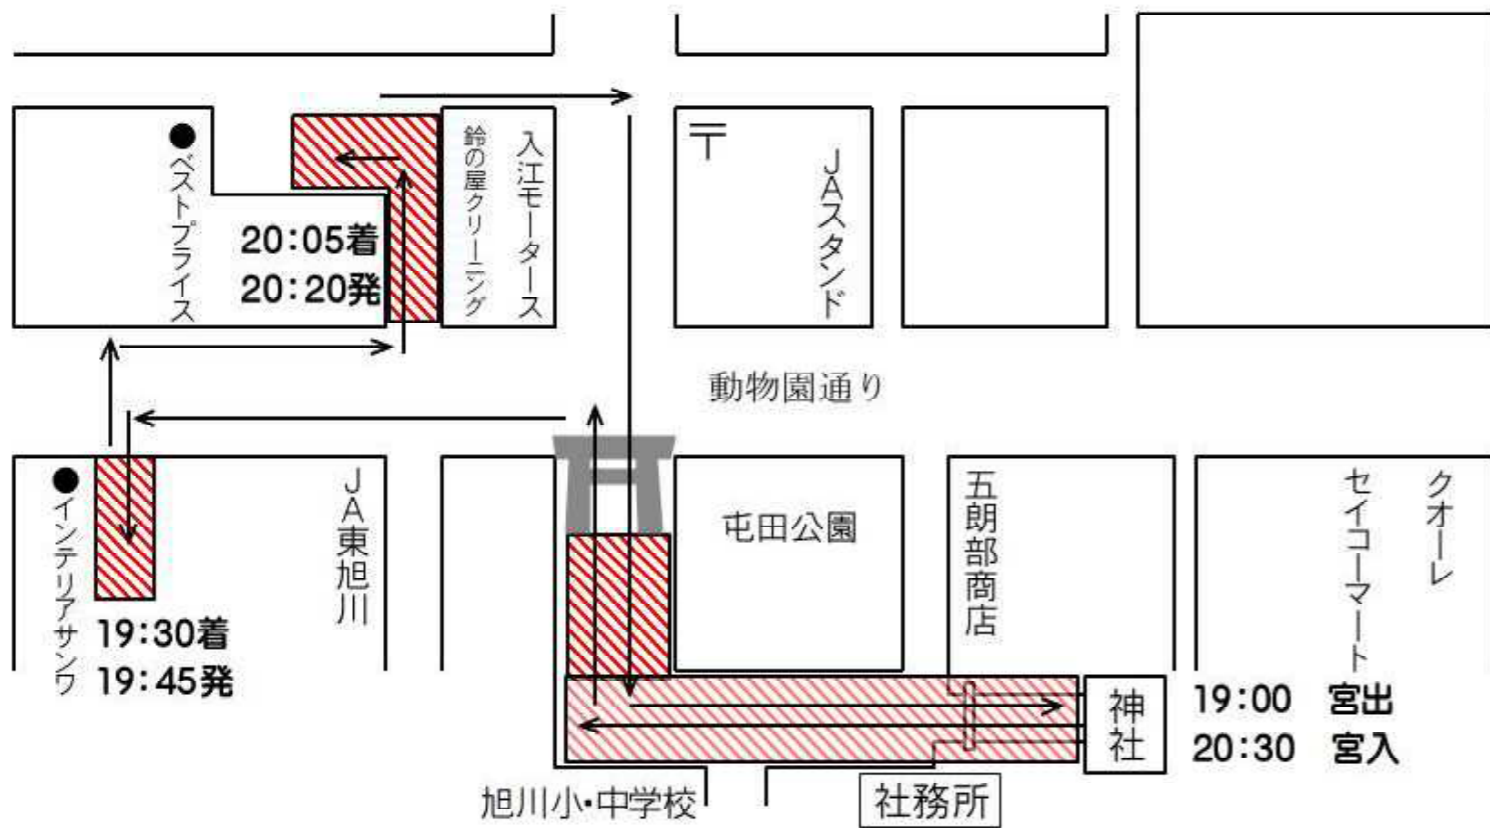 ●ベストプライス
20:05着
20:20発
鈴の屋クリーニング
入江モータース
〒
JAスタンド
動物園通り
●インテリアサンワ
19:30着
19:45発
JA東旭川
屯田公園
五朗部商店
セイコーマート
クオーレ
神社
19:00 宮出
20:30 宮入
旭川小・中学校
社務所